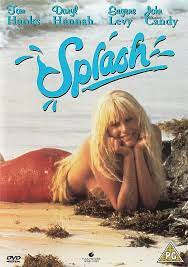 Tom Daryl Eugene John
Hanks Hannah Levy Candy
Splash
DVD
PG